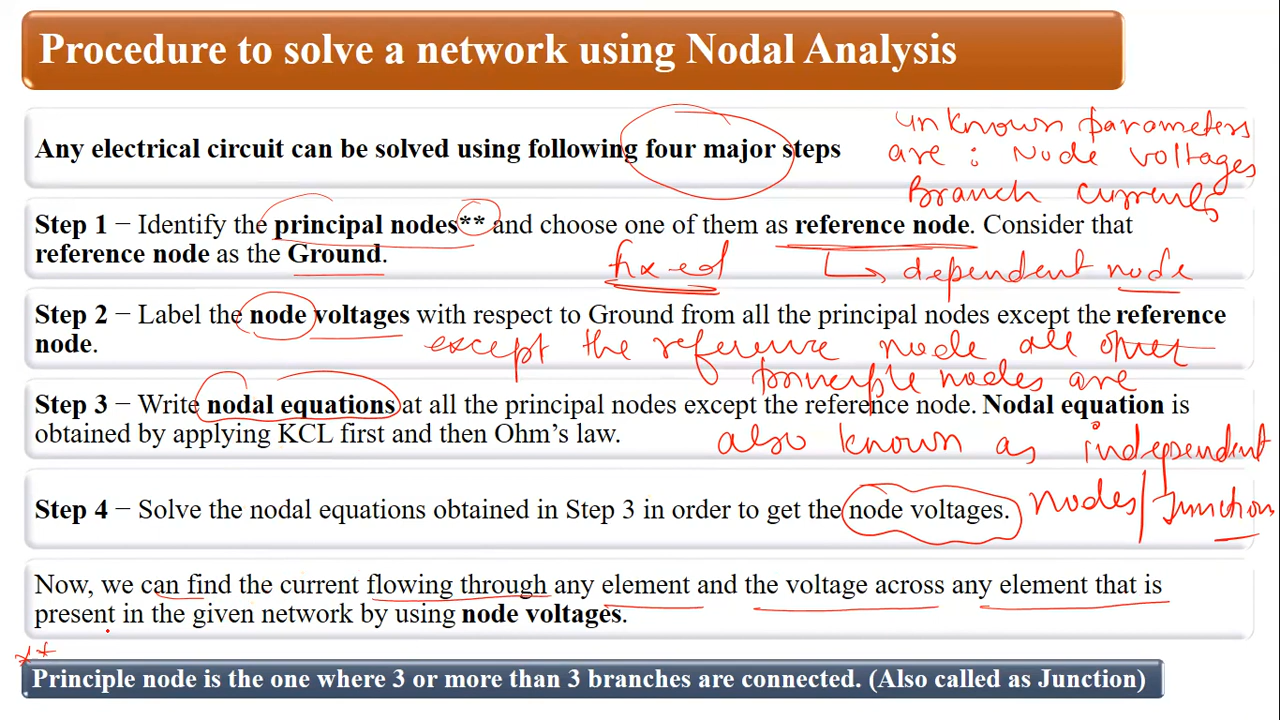 Procedure to solve a network using Nodal Analysis
Any electrical circuit can be solved using following four major steps
unknown parameters
are : Node voltages
Branch currents
Step 1 − Identify the principal nodes** and choose one of them as reference node. Consider that
reference node as the Ground.
fixed
dependent node
Step 2 − Label the node voltages with respect to Ground from all the principal nodes except the reference
node.
except the reference node all other
principle nodes are
Step 3 − Write nodal equations at all the principal nodes except the reference node. Nodal equation is
obtained by applying KCL first and then Ohm's law.
also known as independent
nodes/Junction
Step 4 − Solve the nodal equations obtained in Step 3 in order to get the node voltages.
Now, we can find the current flowing through any element and the voltage across any element that is
present in the given network by using node voltages.
**
Principle node is the one where 3 or more than 3 branches are connected. (Also called as Junction)